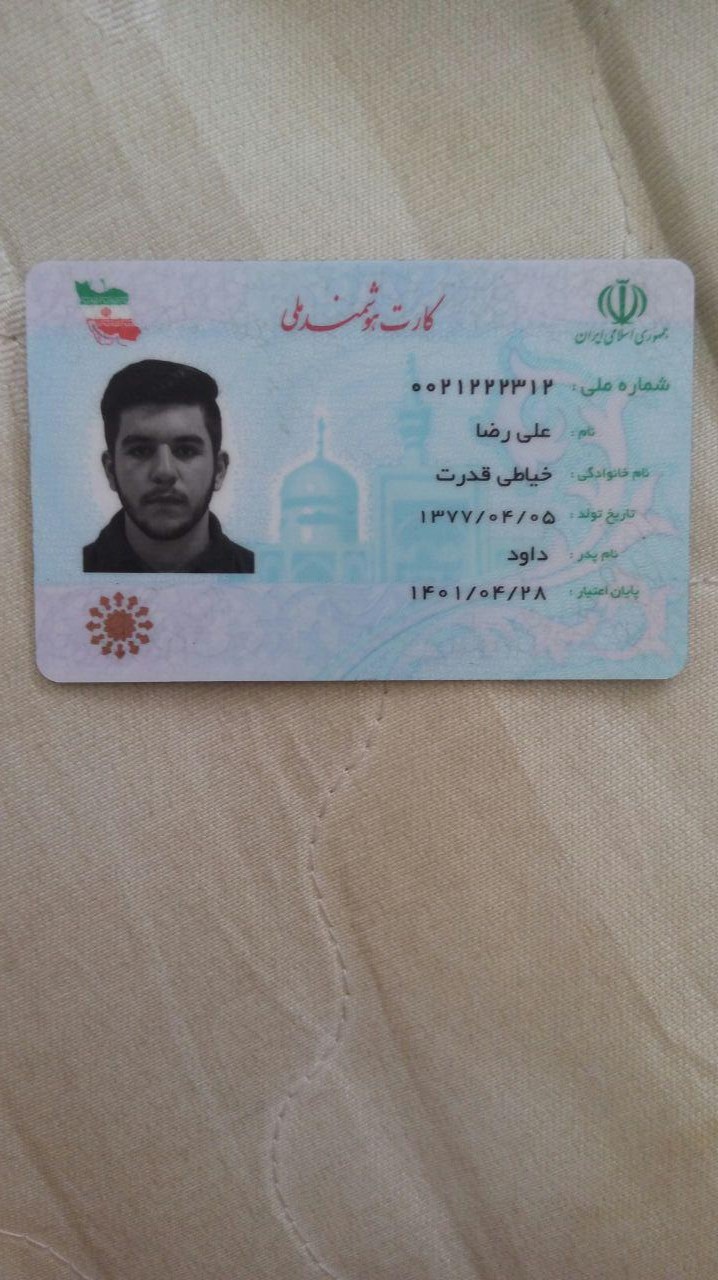 کارت هوشمند ملی
جمهوری اسلامی ایران
شماره ملی : ۰۰۲۱۲۲۲۳۱۲
نام : علی رضا
نام خانوادگی : خیاطی قدرت
تاریخ تولد : ۱۳۷۷/۰۴/۰۵
نام پدر : داود
پایان اعتبار : ۱۴۰۱/۰۴/۲۸